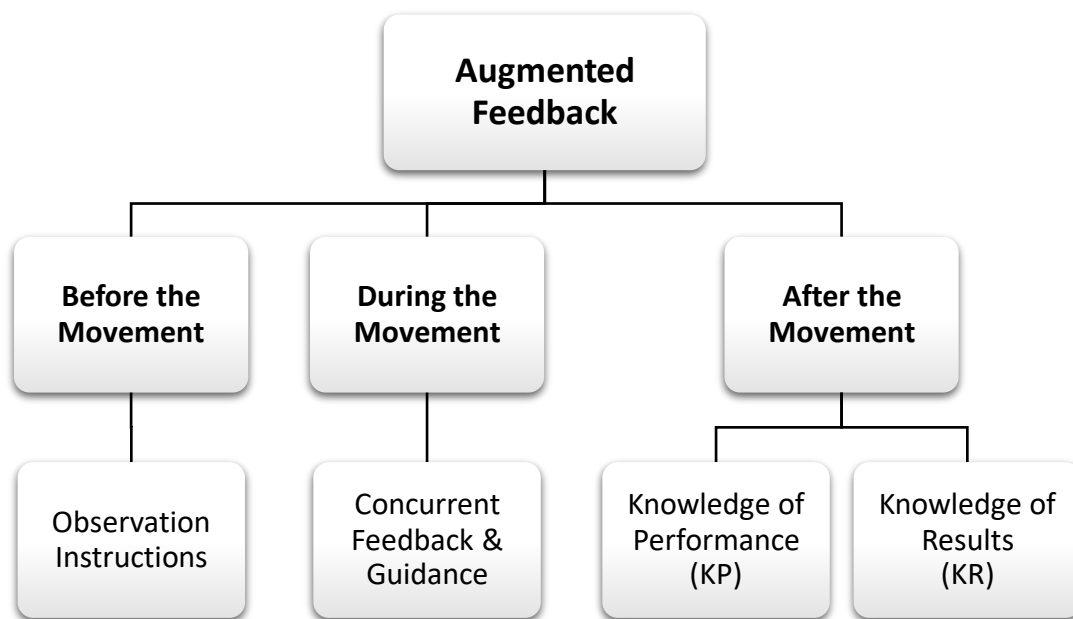 Augmented
Feedback
Before the
Movement
During the
Movement
After the
Movement
Observation
Instructions
Concurrent
Feedback &
Guidance
Knowledge of
Performance
(KP)
Knowledge of
Results
(KR)